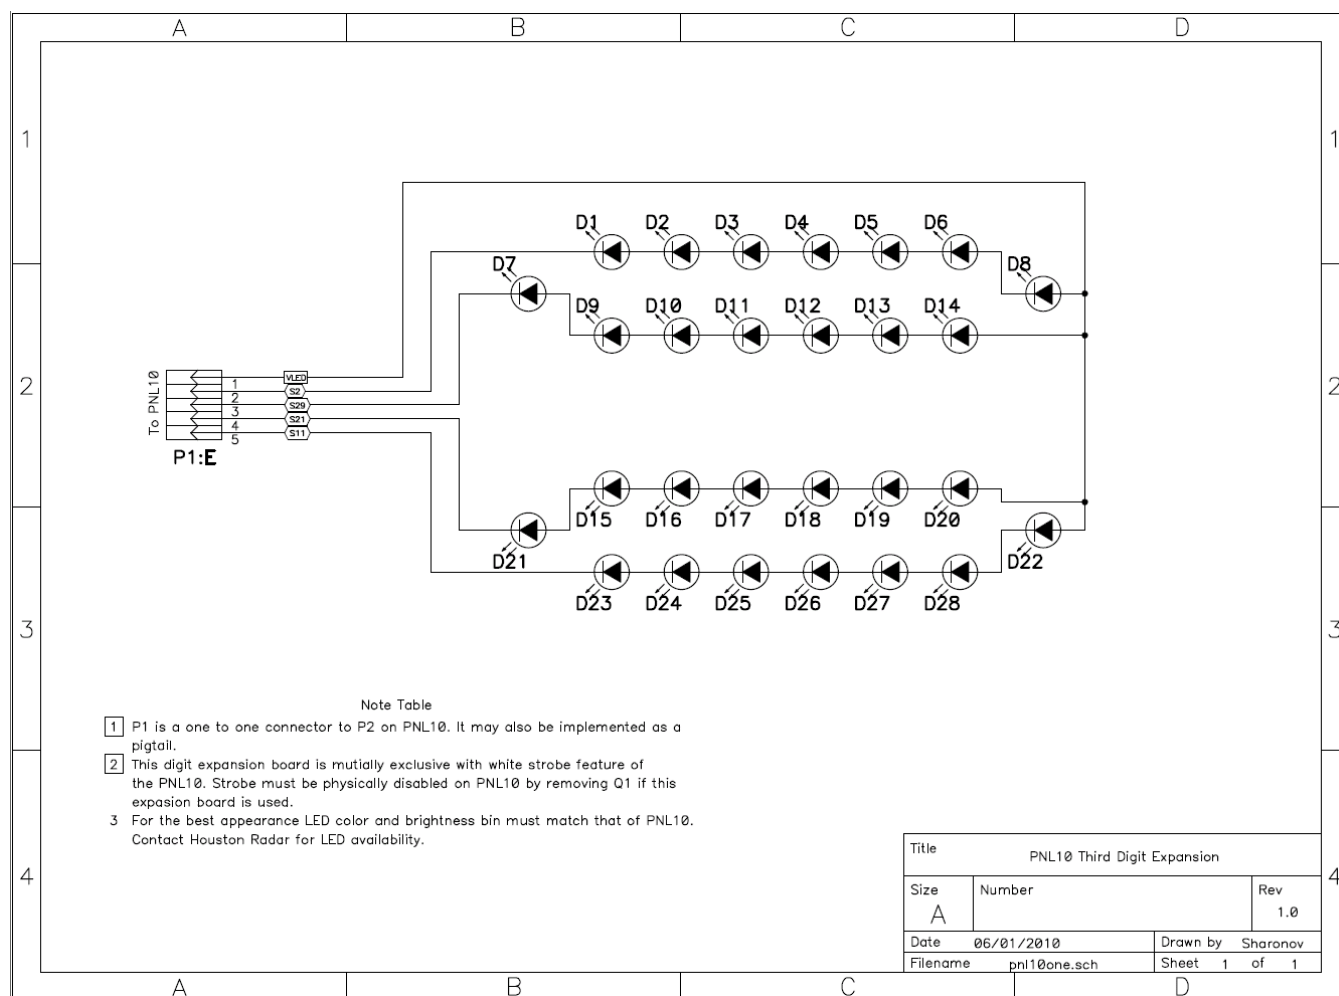 A B C D
1 1
D1 D2 D3 D4 D5 D6
D7 D8
D9 D10 D11 D12 D13 D14
2 2
To PNL10
VLED
1 S2
2 S29
3 S21
4 S11
5
P1:E
D15 D16 D17 D18 D19 D20
D21 D22
D23 D24 D25 D26 D27 D28
3 3
Note Table
1 P1 is a one to one connector to P2 on PNL10. It may also be implemented as a
pigtail.
2 This digit expansion board is mutially exclusive with white strobe feature of
the PNL10. Strobe must be physically disabled on PNL10 by removing Q1 if this
expasion board is used.
3 For the best appearance LED color and brightness bin must match that of PNL10.
Contact Houston Radar for LED availability.
4 4
Title PNL10 Third Digit Expansion
Size Number Rev
A 1.0
Date 06/01/2010 Drawn by Sharonov
Filename pnl10one.sch Sheet 1 of 1
A B C D